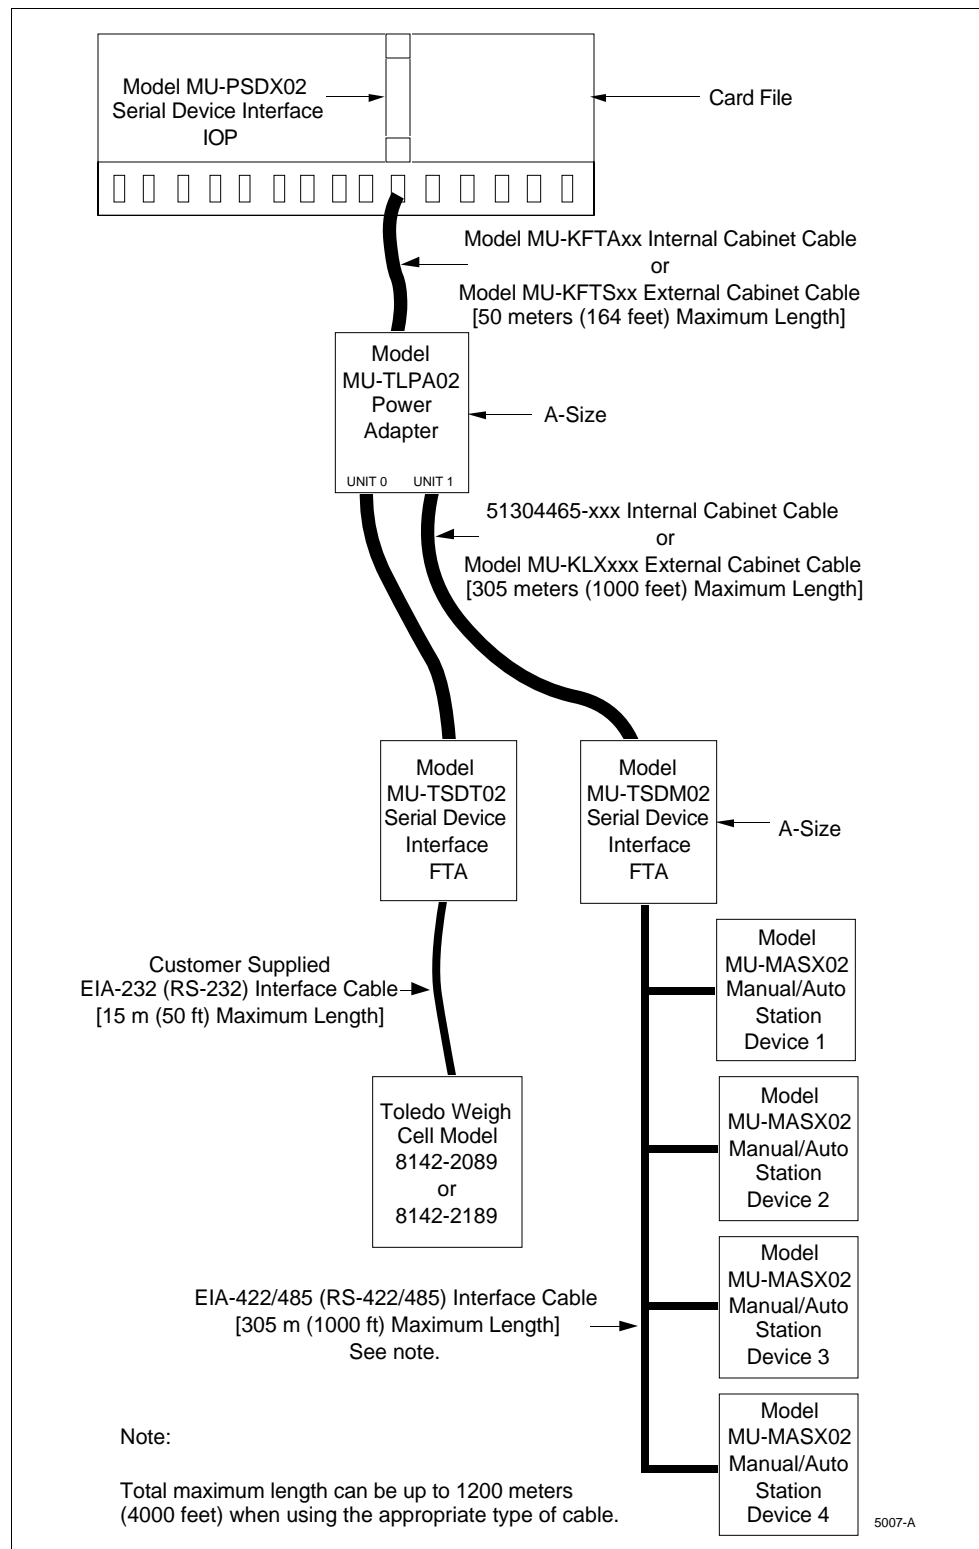 Model MU-PSDX02
Serial Device Interface
IOP
Card File
Model MU-KFTAxx Internal Cabinet Cable
or
Model MU-KFTSxx External Cabinet Cable
[50 meters (164 feet) Maximum Length]
Model
MU-TLPA02
Power
Adapter
A-Size
UNIT 0
UNIT 1
51304465-xxx Internal Cabinet Cable
or
Model MU-KLXxxx External Cabinet Cable
[305 meters (1000 feet) Maximum Length]
Model
MU-TSDT02
Serial Device
Interface
FTA
Model
MU-TSDM02
Serial Device
Interface
FTA
A-Size
Customer Supplied
EIA-232 (RS-232) Interface Cable
[15 m (50 ft) Maximum Length]
Model
MU-MASX02
Manual/Auto
Station
Device 1
Toledo Weigh
Cell Model
8142-2089
or
8142-2189
Model
MU-MASX02
Manual/Auto
Station
Device 2
EIA-422/485 (RS-422/485) Interface Cable
[305 m (1000 ft) Maximum Length]
See note.
Model
MU-MASX02
Manual/Auto
Station
Device 3
Model
MU-MASX02
Manual/Auto
Station
Device 4
Note:
Total maximum length can be up to 1200 meters
(4000 feet) when using the appropriate type of cable.
5007-A